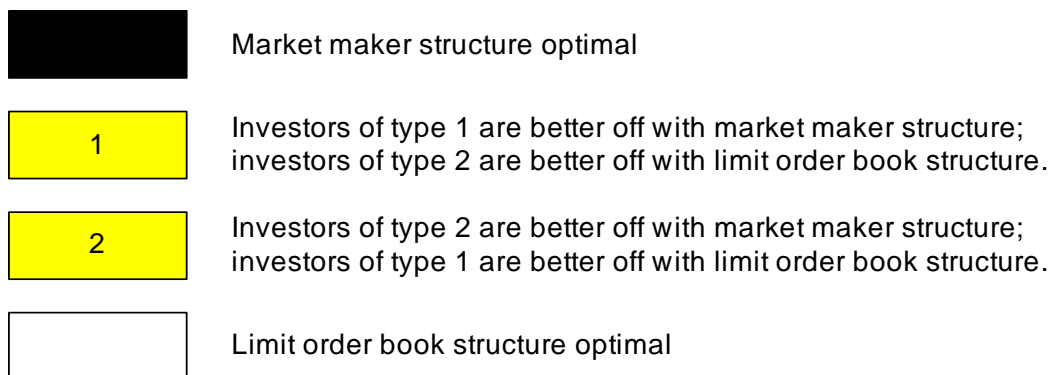 Market maker structure optimal
1
Investors of type 1 are better off with market maker structure;
investors of type 2 are better off with limit order book structure.
2
Investors of type 2 are better off with market maker structure;
investors of type 1 are better off with limit order book structure.
Limit order book structure optimal